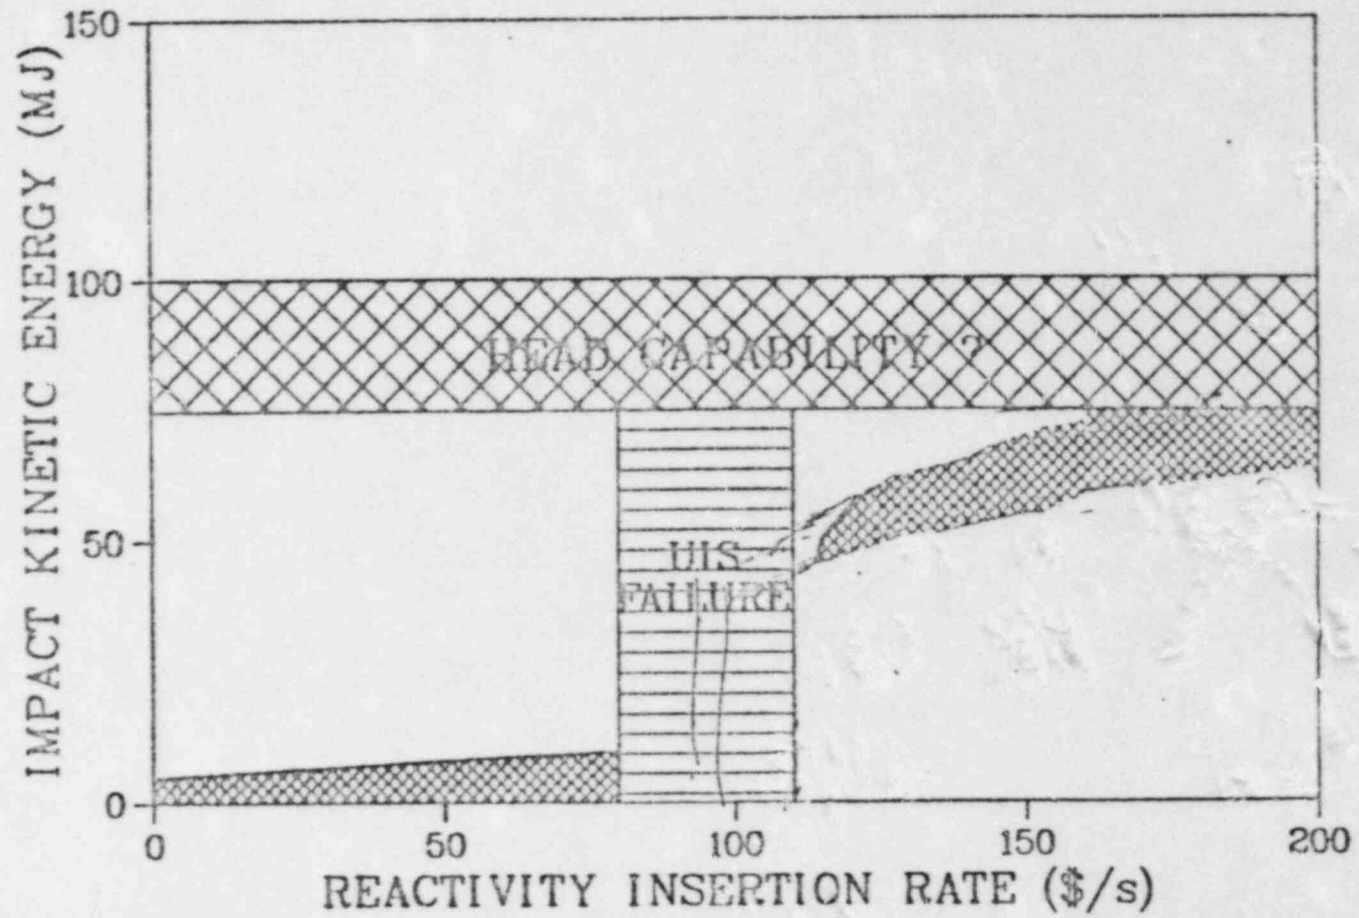 150
100
50
0
IMPACT KINETIC ENERGY (MJ)
HEAD CAPABILITY ?
UIS
FAILURE
0 50 100 150 200
REACTIVITY INSERTION RATE ($/s)